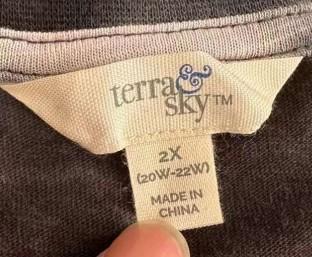 terra &
sky™
2X
(20W-22W)
MADE IN
CHINA